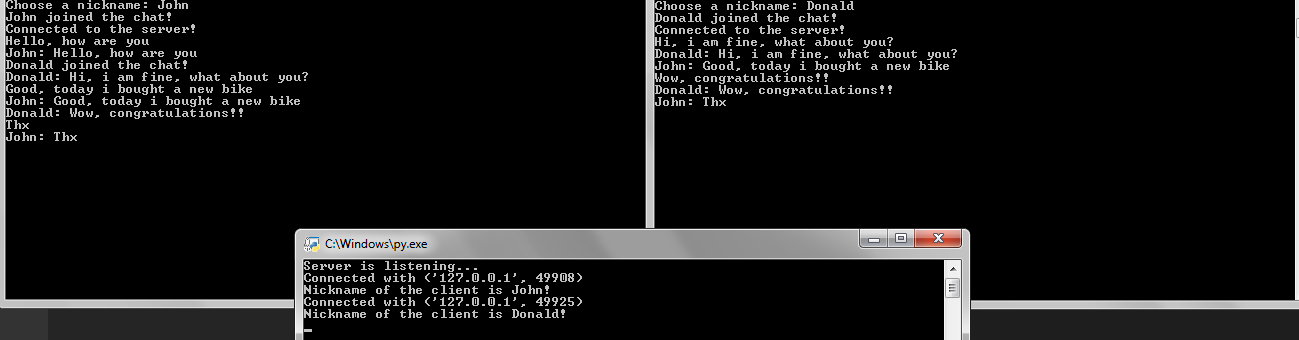 Choose a nickname: John
John joined the chat!
Connected to the server!
Hello, how are you
John: Hello, how are you
Donald joined the chat!
Donald: Hi, i am fine, what about you?
Good, today i bought a new bike
John: Good, today i bought a new bike
Donald: Wow, congratulations!!
Thx
John: Thx
Choose a nickname: Donald
Donald joined the chat!
Connected to the server!
Hi, i am fine, what about you?
Donald: Hi, i am fine, what about you?
John: Good, today i bought a new bike
Wow, congratulations!!
Donald: Wow, congratulations!!
John: Thx
C:\Windows\py.exe
Server is listening...
Connected with ('127.0.0.1', 49908)
Nickname of the client is John!
Connected with ('127.0.0.1', 49925)
Nickname of the client is Donald!